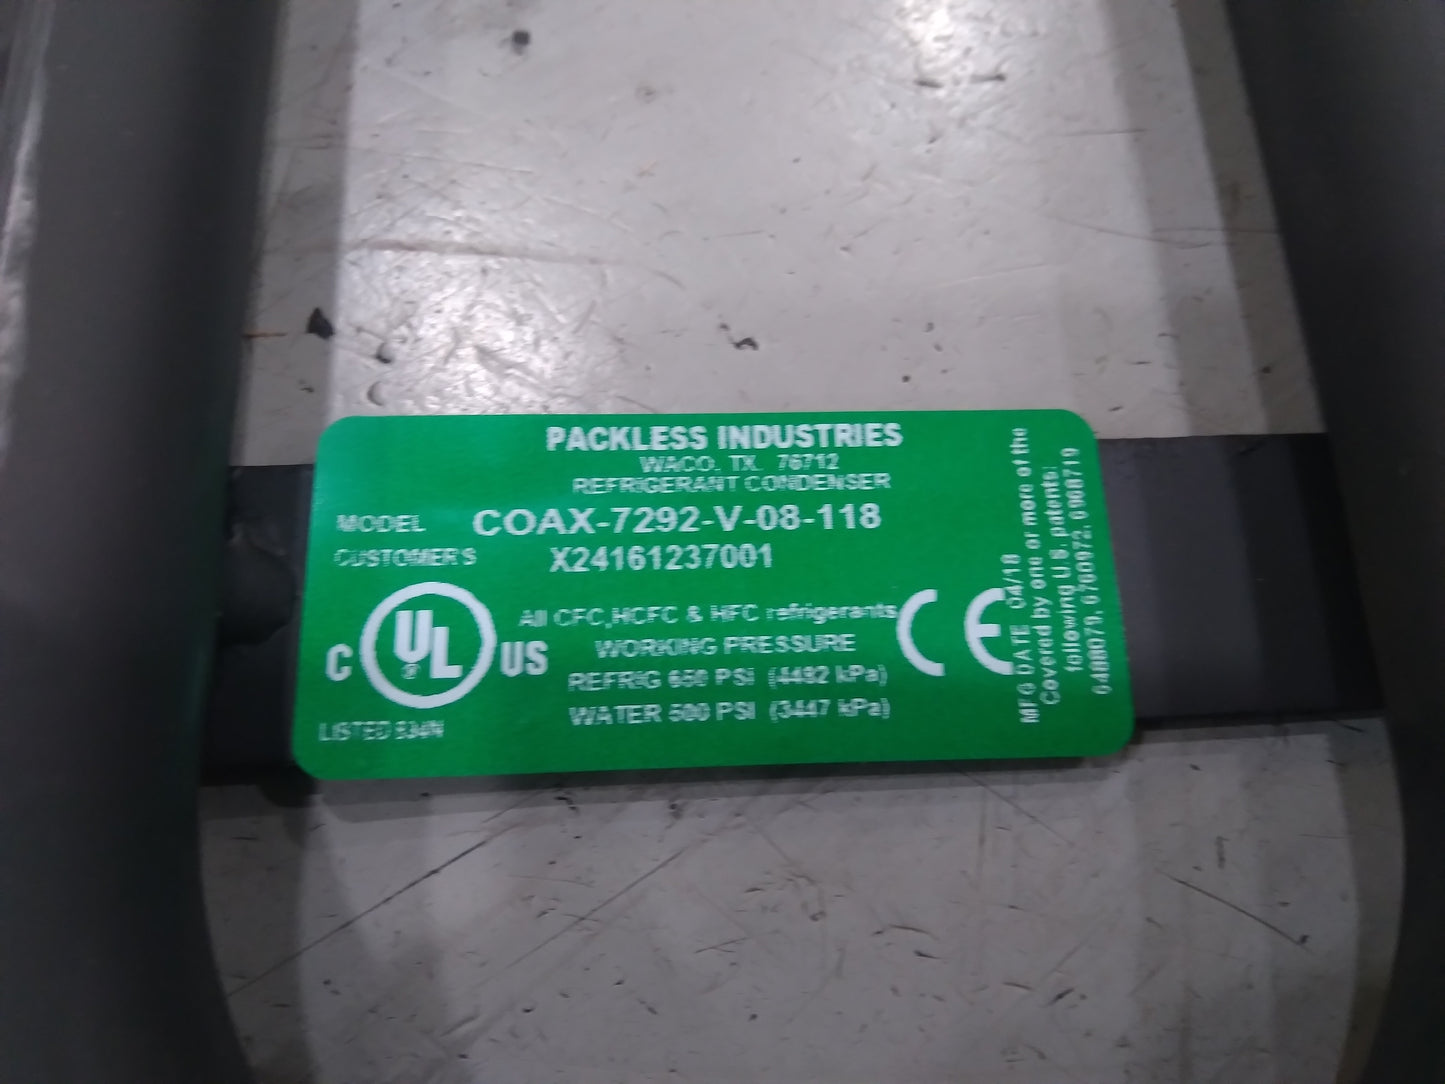 PACKLESS INDUSTRIES
WACO, TX. 76712
REFRIGERANT CONDENSER
MODEL COAX-7292-V-08-118
CUSTOMER'S X24161237001
C UL US
All CFC,HCFC & HFC refrigerants
WORKING PRESSURE
REFRIG 650 PSI (4482 kPa)
WATER 500 PSI (3447 kPa)
LISTED
CE
MFG DATE 04/18
Covered by one or more of the
following U.S. patents: